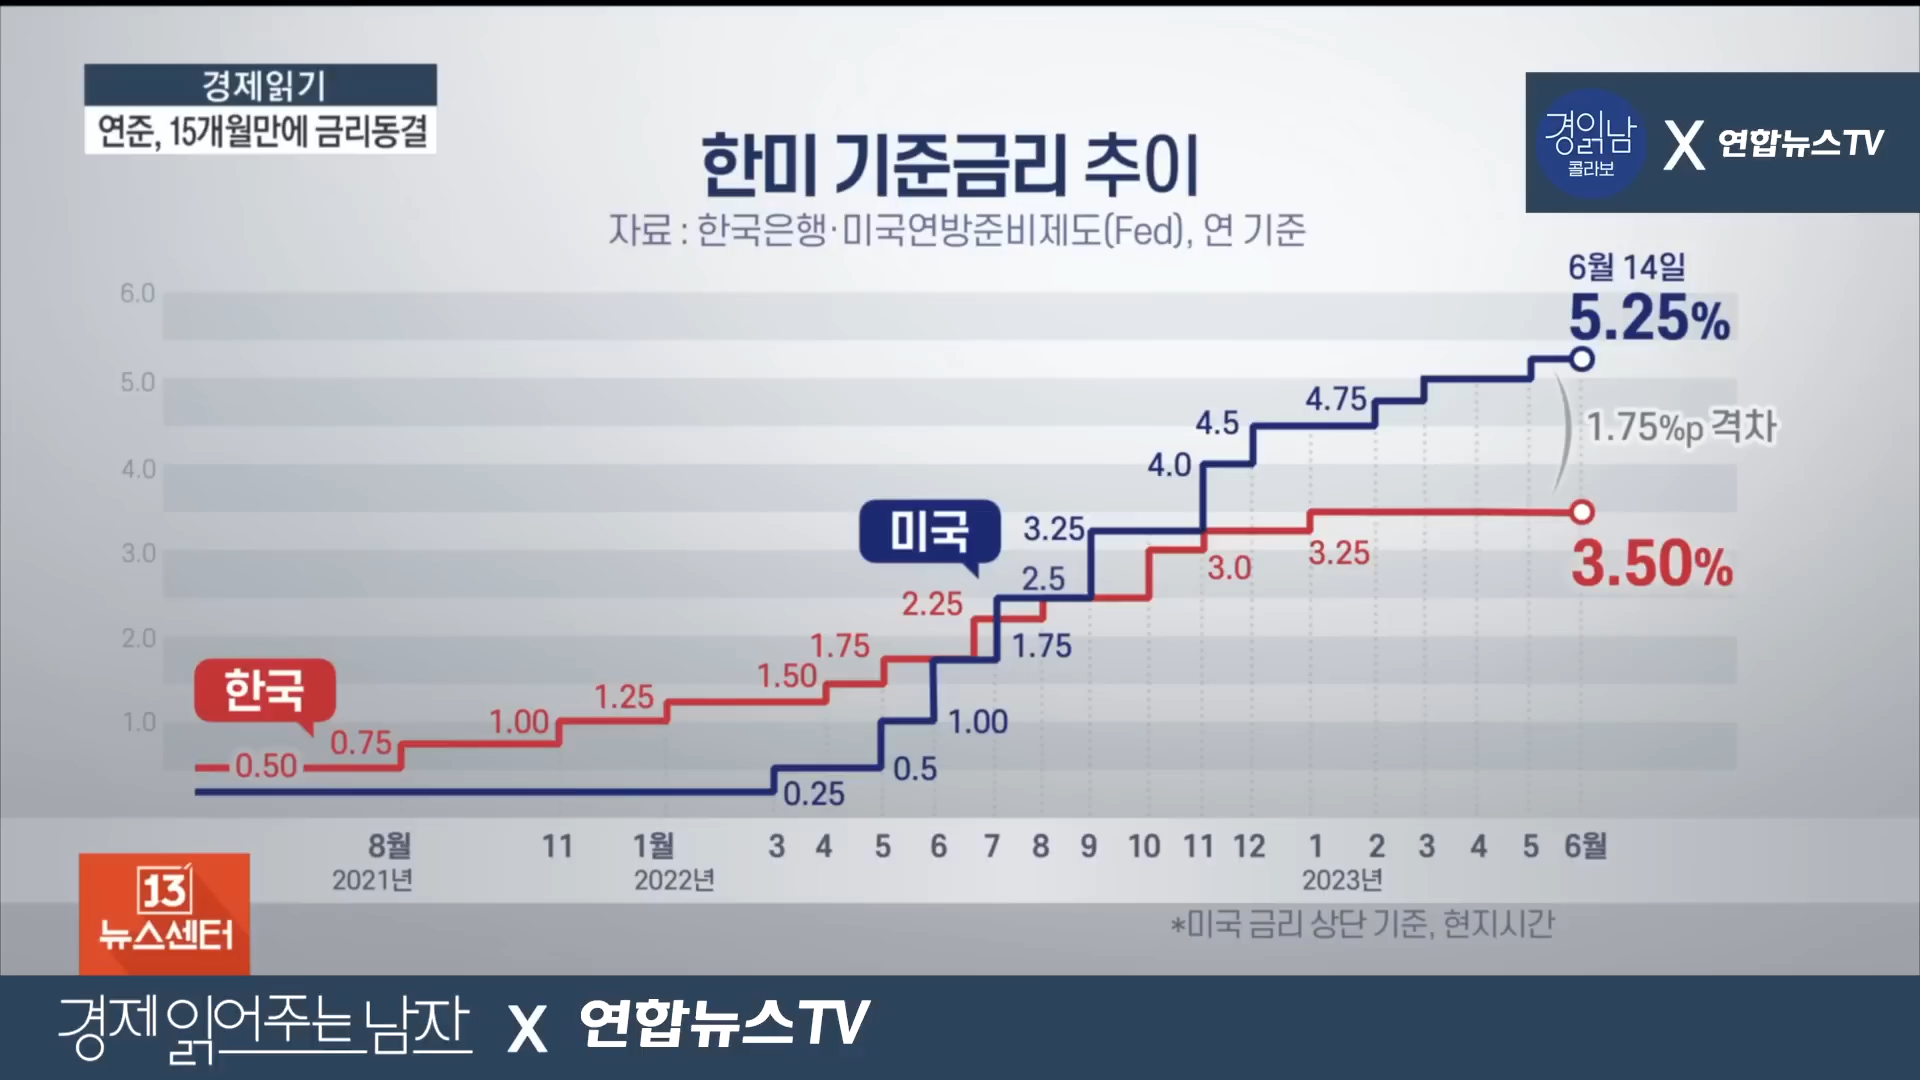 경제읽기
연준, 15개월만에 금리동결
경읽남
콜라보
X 연합뉴스TV
한미 기준금리 추이
자료 : 한국은행·미국연방준비제도(Fed), 연 기준
6월 14일
5.25%
1.75%p 격차
3.50%
6.0
5.0
4.0
3.0
2.0
1.0
미국
한국
0.50
0.75
1.00
1.25
1.50
1.75
2.25
3.0
3.25
0.25
0.5
1.00
1.75
2.5
3.25
4.0
4.5
4.75
8월 11 1월 3 4 5 6 7 8 9 10 11 12 1 2 3 4 5 6월
2021년 2022년 2023년
*미국 금리 상단 기준, 현지시간
13
뉴스센터
경제 읽어주는 남자 X 연합뉴스TV